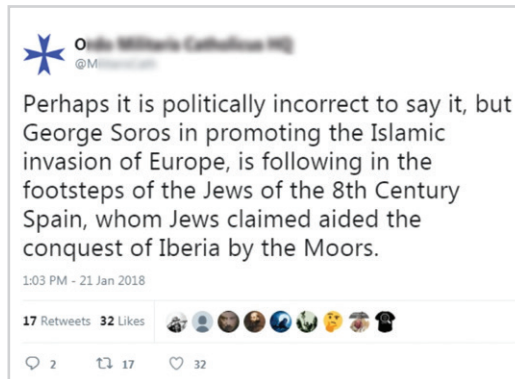 @M
Perhaps it is politically incorrect to say it, but
George Soros in promoting the Islamic
invasion of Europe, is following in the
footsteps of the Jews of the 8th Century
Spain, whom Jews claimed aided the
conquest of Iberia by the Moors.
1:03 PM - 21 Jan 2018
17 Retweets 32 Likes
2 17 32